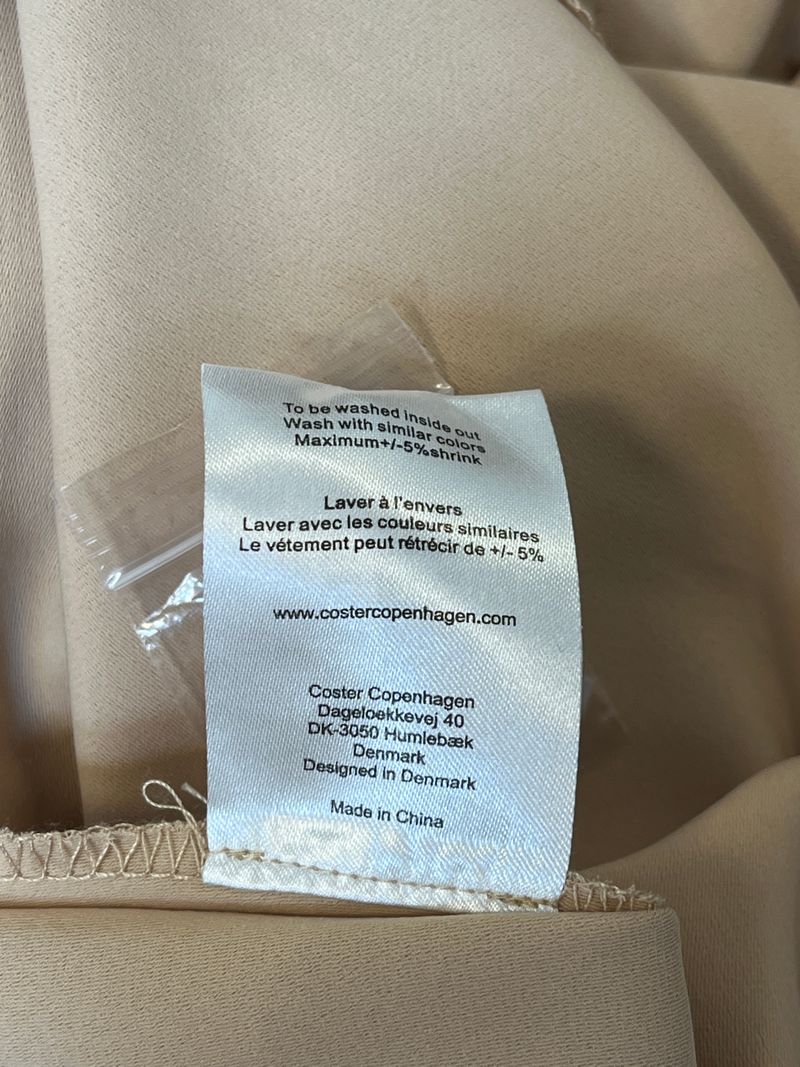 To be washed inside out
Wash with similar colors
Maximum+/-5%shrink
Laver à l'envers
Laver avec les couleurs similaires
Le vétement peut rétrécir de +/- 5%
www.costercopenhagen.com
Coster Copenhagen
Dageloekkevej 40
DK-3050 Humlebæk
Denmark
Designed in Denmark
Made in China